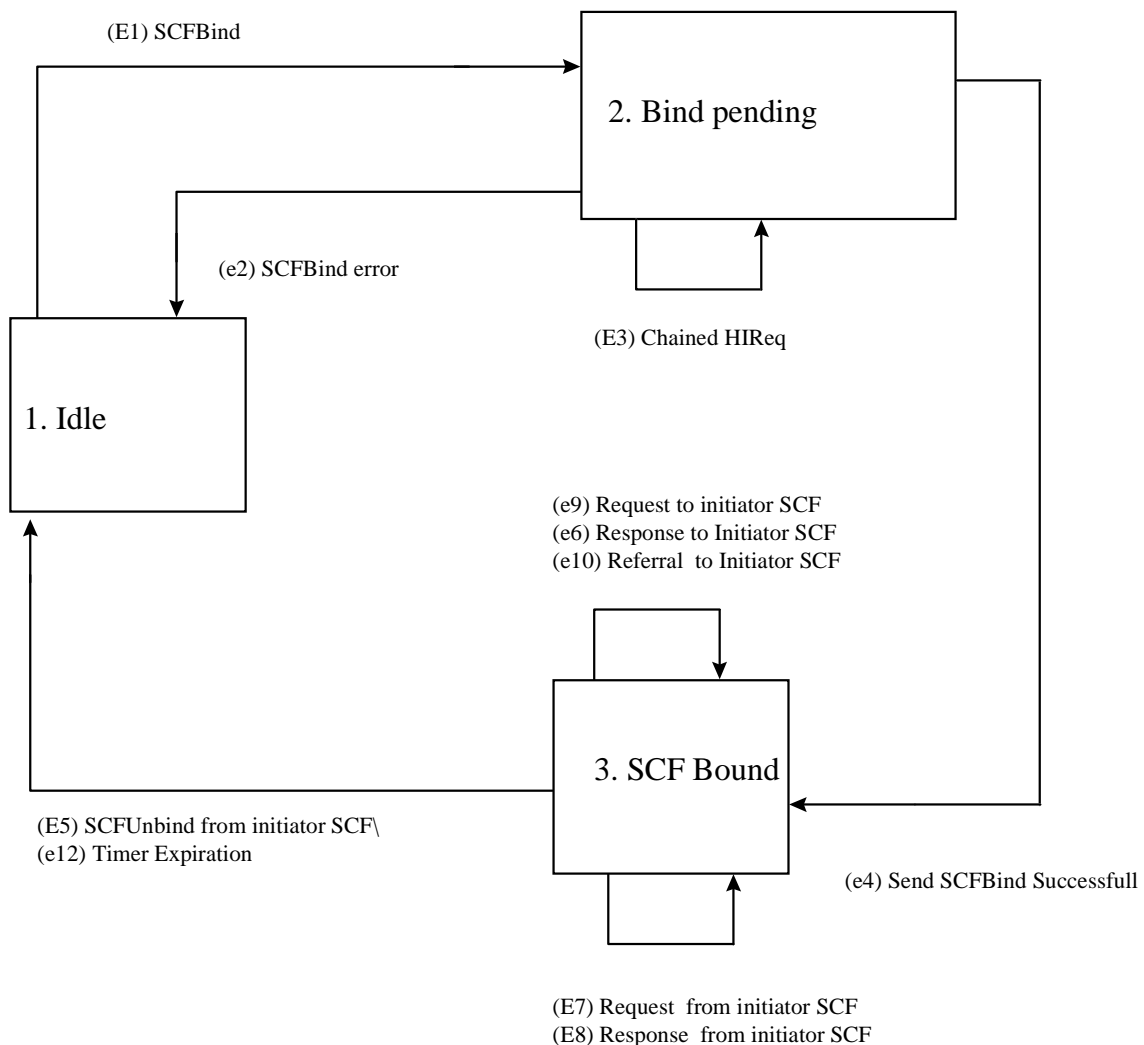 (E1) SCFBind
2. Bind pending
(e2) SCFBind error
(E3) Chained HIReq
1. Idle
(e9) Request to initiator SCF
(e6) Response to Initiator SCF
(e10) Referral  to Initiator SCF
3. SCF Bound
(E5) SCFUnbind from initiator SCF\
(e12) Timer Expiration
(e4) Send SCFBind Successfull
(E7) Request  from initiator SCF
(E8) Response  from initiator SCF